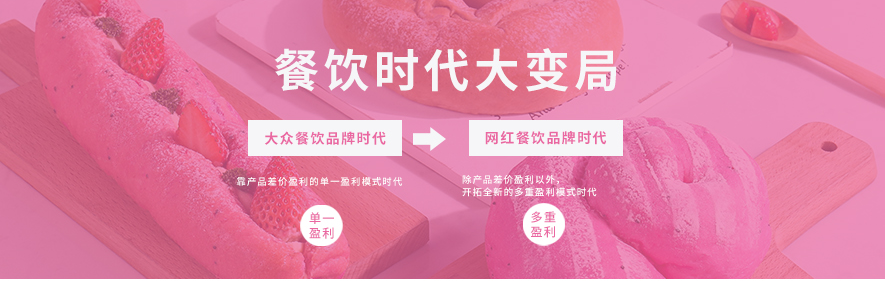 餐饮时代大变局
大众餐饮品牌时代
网红餐饮品牌时代
靠产品差价盈利的单一盈利模式时代
除产品差价盈利以外，
开拓全新的多重盈利模式时代
单一
盈利
多重
盈利